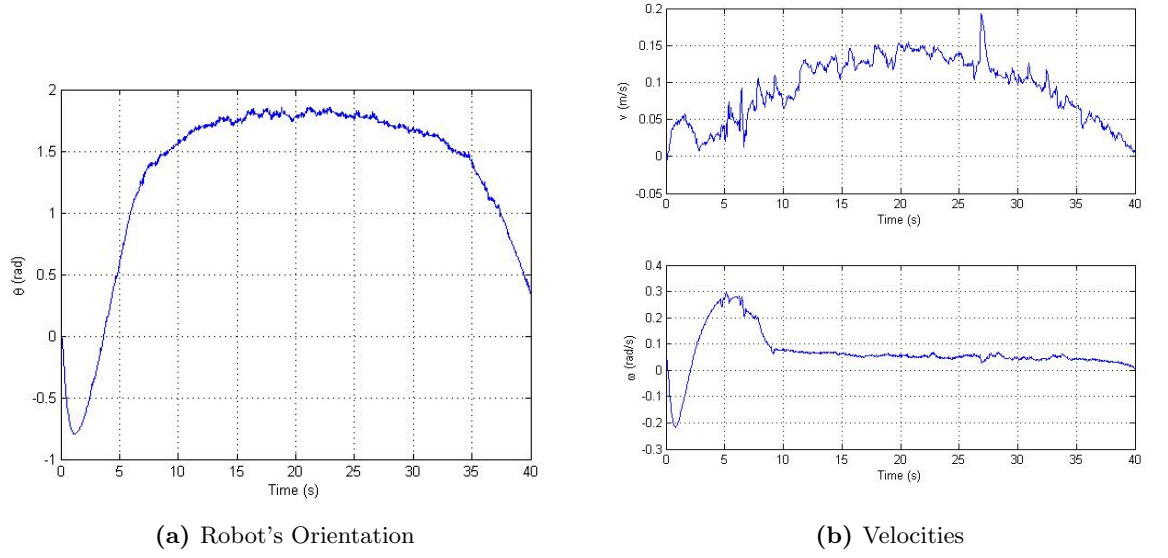 2
1.5
1
0.5
0
-0.5
-1
θ (rad)
0 5 10 15 20 25 30 35 40
Time (s)
(a) Robot's Orientation
0.2
0.15
0.1
0.05
0
-0.05
v (m/s)
0 5 10 15 20 25 30 35 40
Time (s)
0.4
0.3
0.2
0.1
0
-0.1
-0.2
-0.3
ω (rad/s)
0 5 10 15 20 25 30 35 40
Time (s)
(b) Velocities